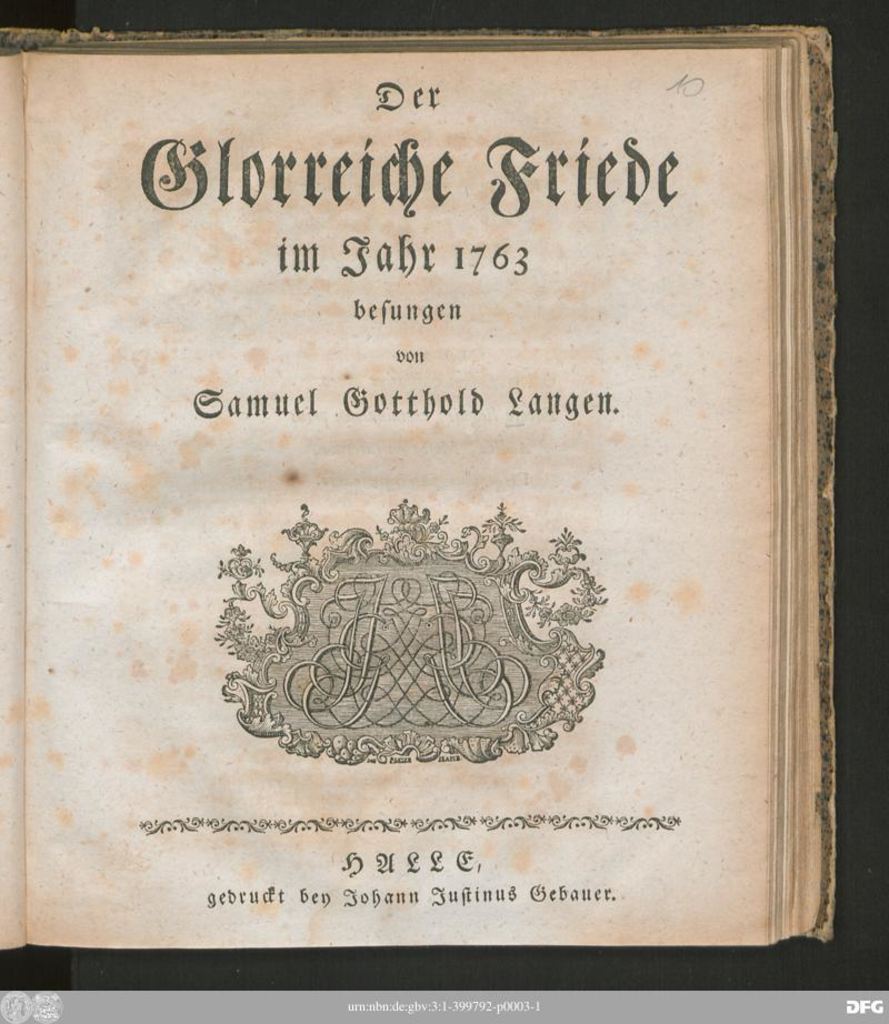 10
Der
Glorreiche Friede
im Jahr 1763
beſungen
von
Samuel Gotthold Langen.
HALLE,
gedruckt bey Johann Juſtinus Gebauer.
urn:nbn:de:gbv:3:1-399792-p0003-1
DFG